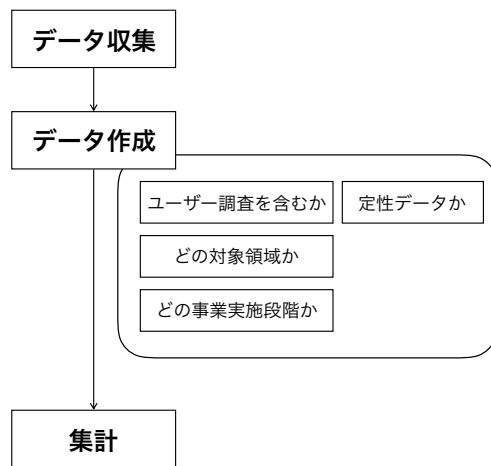 データ収集
データ作成
ユーザー調査を含むか
定性データか
どの対象領域か
どの事業実施段階か
集計